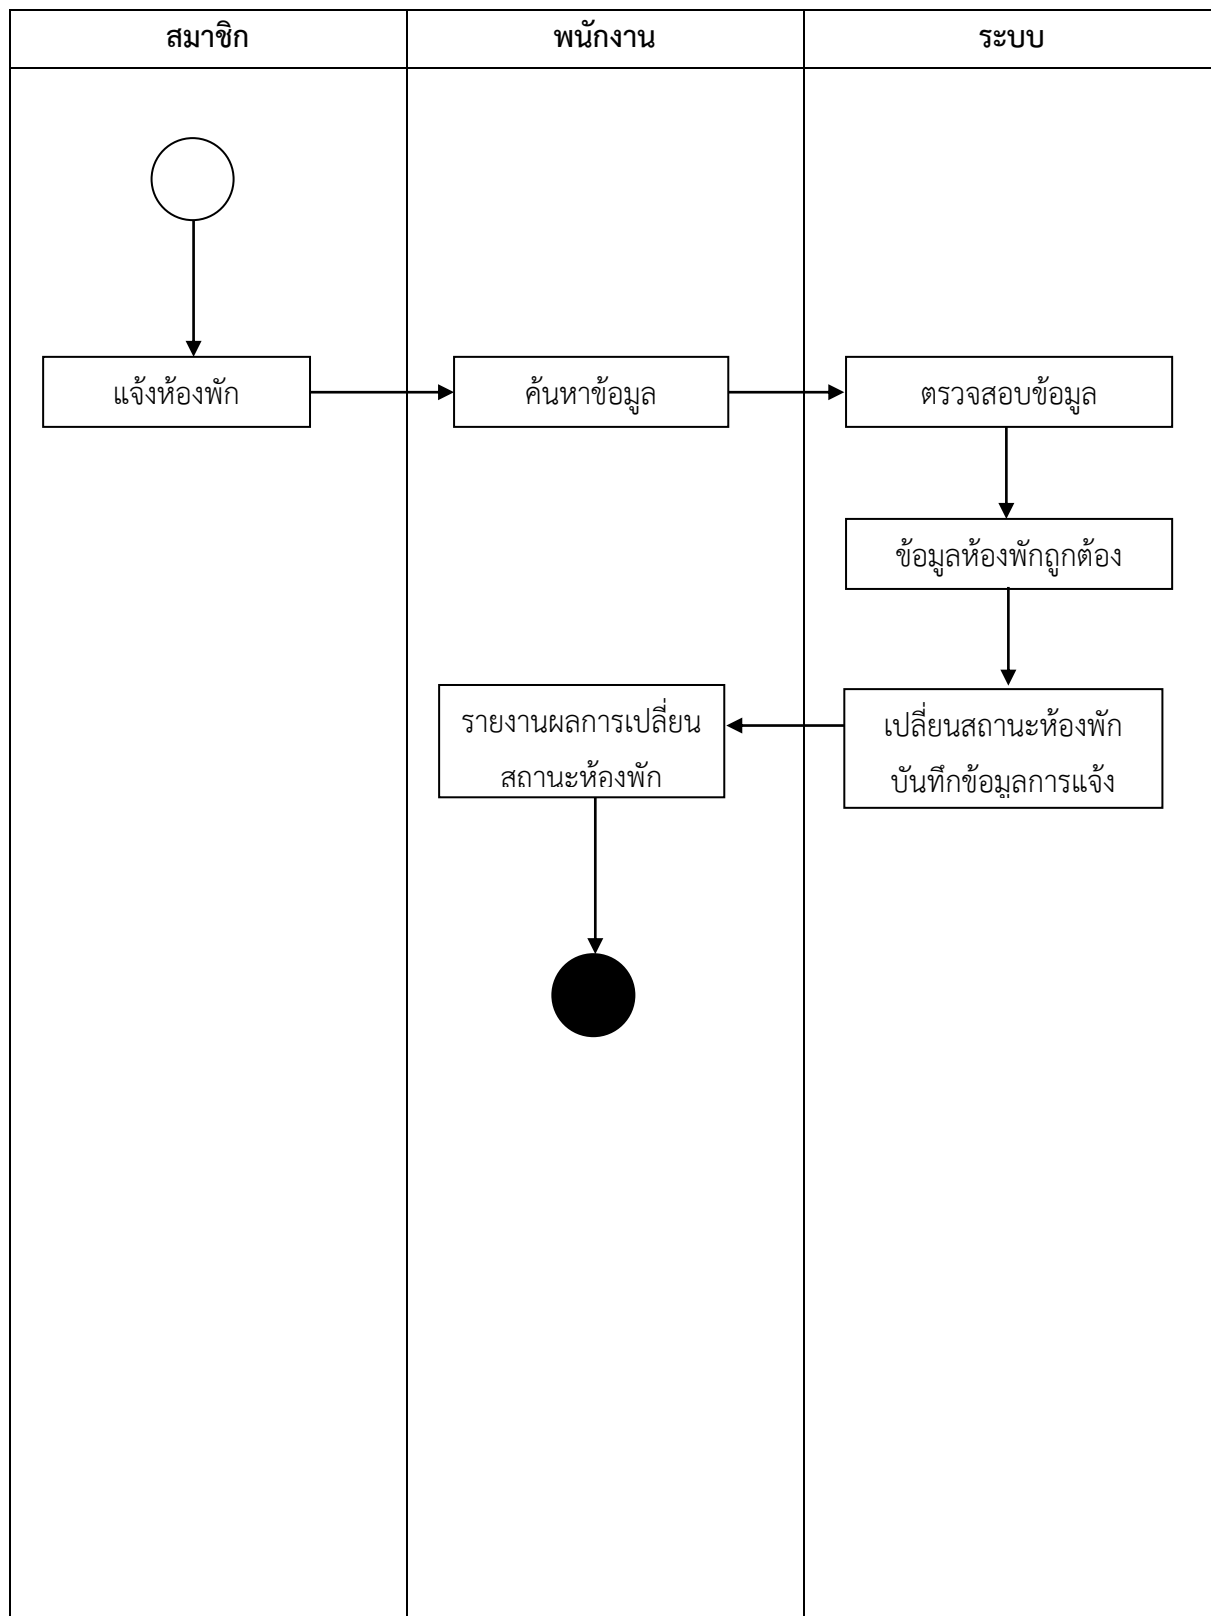 สมาชิก
พนักงาน
ระบบ
แจ้งห้องพัก
ค้นหาข้อมูล
ตรวจสอบข้อมูล
ข้อมูลห้องพักถูกต้อง
รายงานผลการเปลี่ยน
สถานะห้องพัก
เปลี่ยนสถานะห้องพัก
บันทึกข้อมูลการแจ้ง